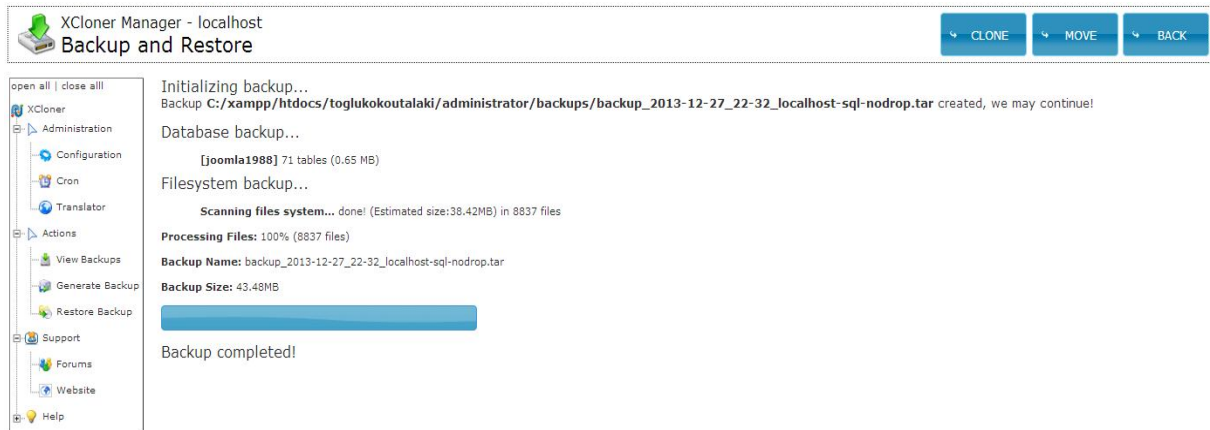 XCloner Manager - localhost
Backup and Restore
CLONE
MOVE
BACK
open all | close alll
XCloner
Administration
Configuration
Cron
Translator
Actions
View Backups
Generate Backup
Restore Backup
Support
Forums
Website
Help
Initializing backup...
Backup C:/xampp/htdocs/toglukokoutalaki/administrator/backups/backup_2013-12-27_22-32_localhost-sql-nodrop.tar created, we may continue!
Database backup...
[joomla1988] 71 tables (0.65 MB)
Filesystem backup...
Scanning files system... done! (Estimated size:38.42MB) in 8837 files
Processing Files: 100% (8837 files)
Backup Name: backup_2013-12-27_22-32_localhost-sql-nodrop.tar
Backup Size: 43.48MB
Backup completed!